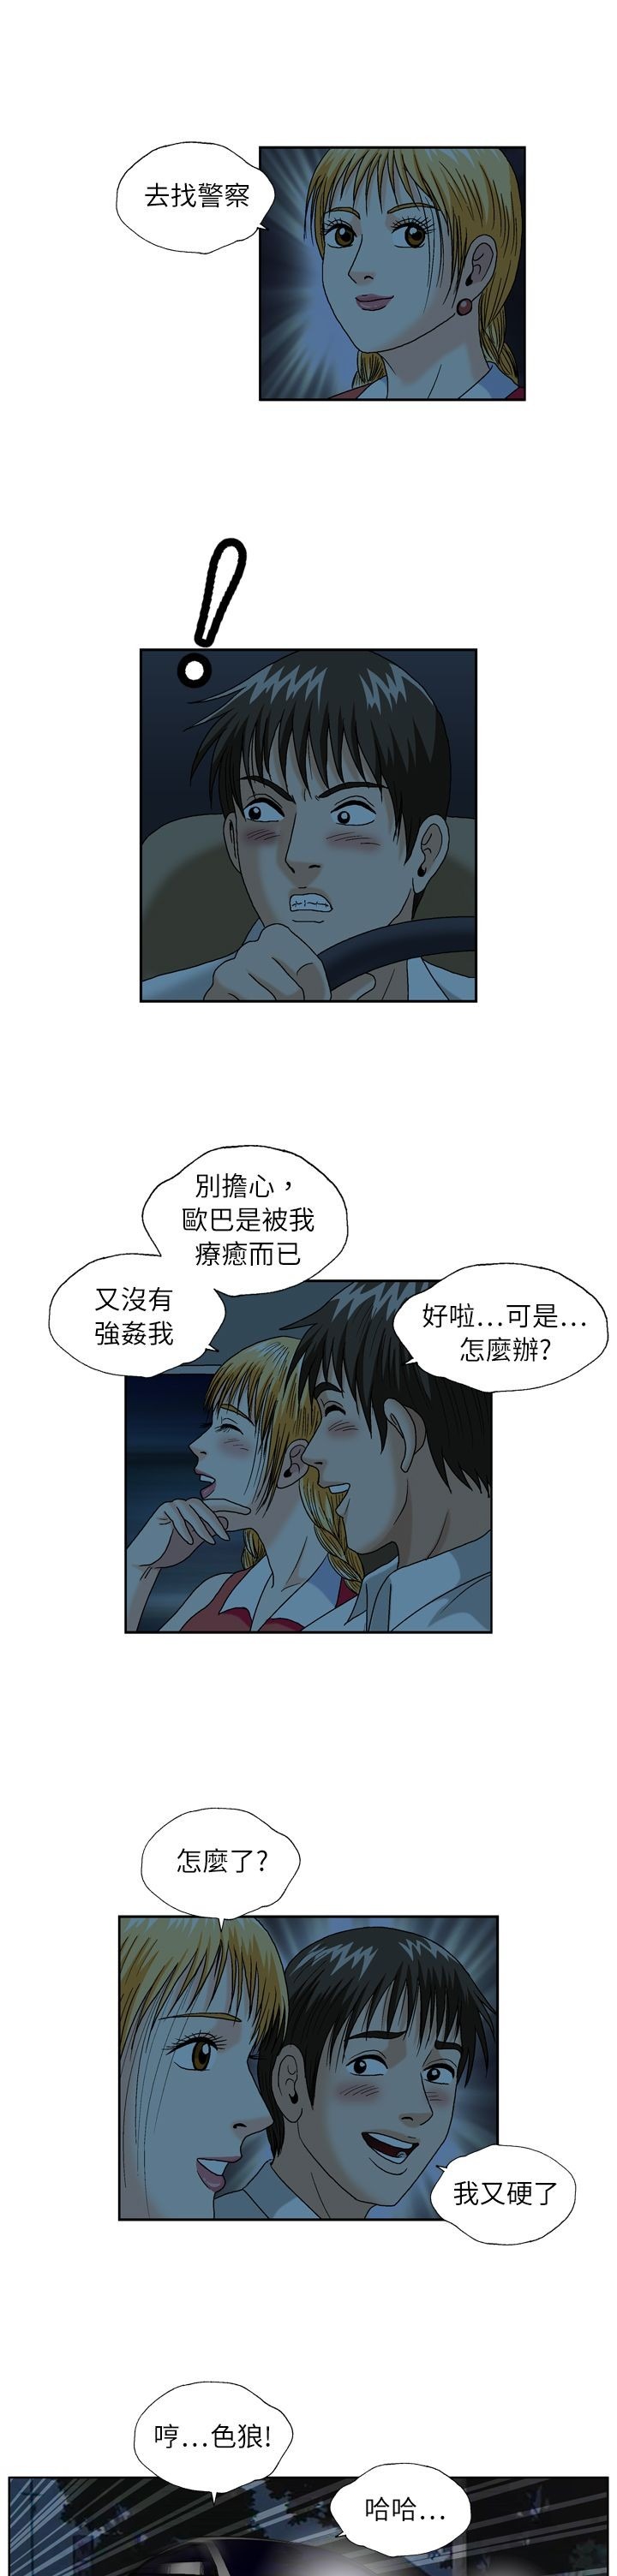 去找警察
!
別擔心，
歐巴是被我
療癒而已
又沒有
強姦我
好啦...可是...
怎麼辦?
怎麼了?
我又硬了
哼...色狼!
哈哈...